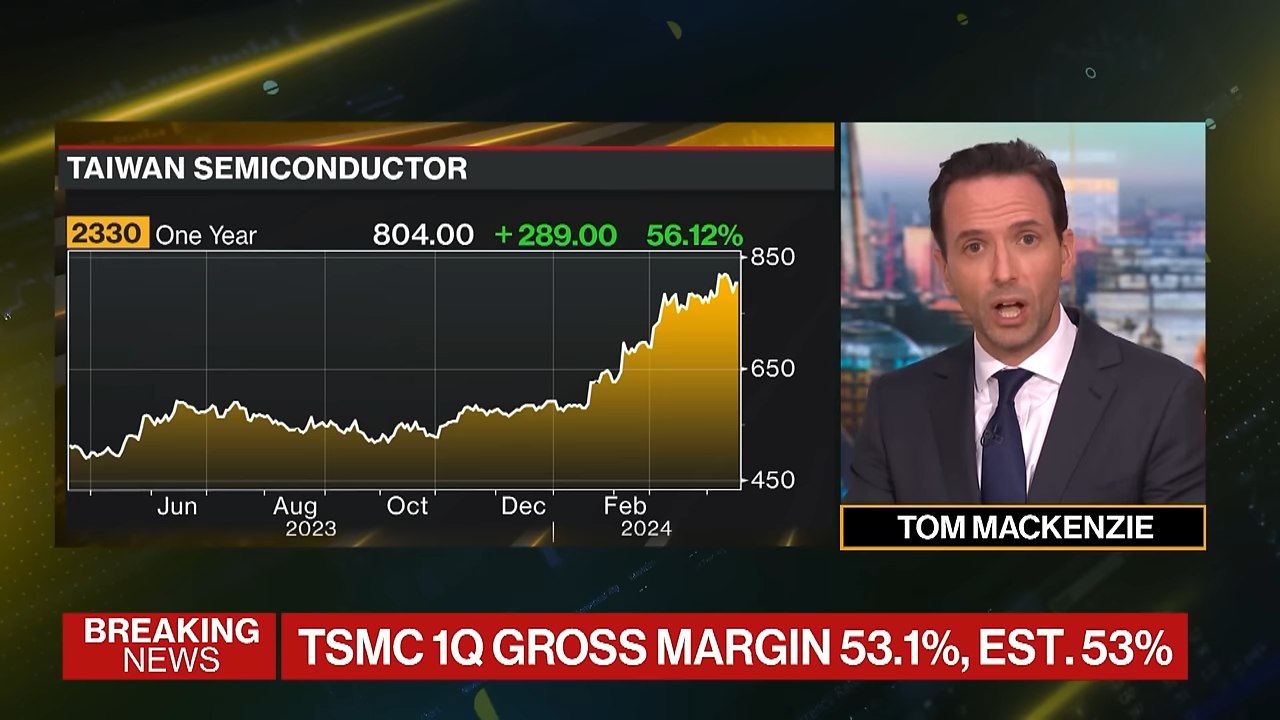 TAIWAN SEMICONDUCTOR
2330 One Year 804.00 +289.00 56.12%
850
650
450
Jun Aug Oct Dec Feb
2023 2024
TOM MACKENZIE
BREAKING
NEWS
TSMC 1Q GROSS MARGIN 53.1%, EST. 53%